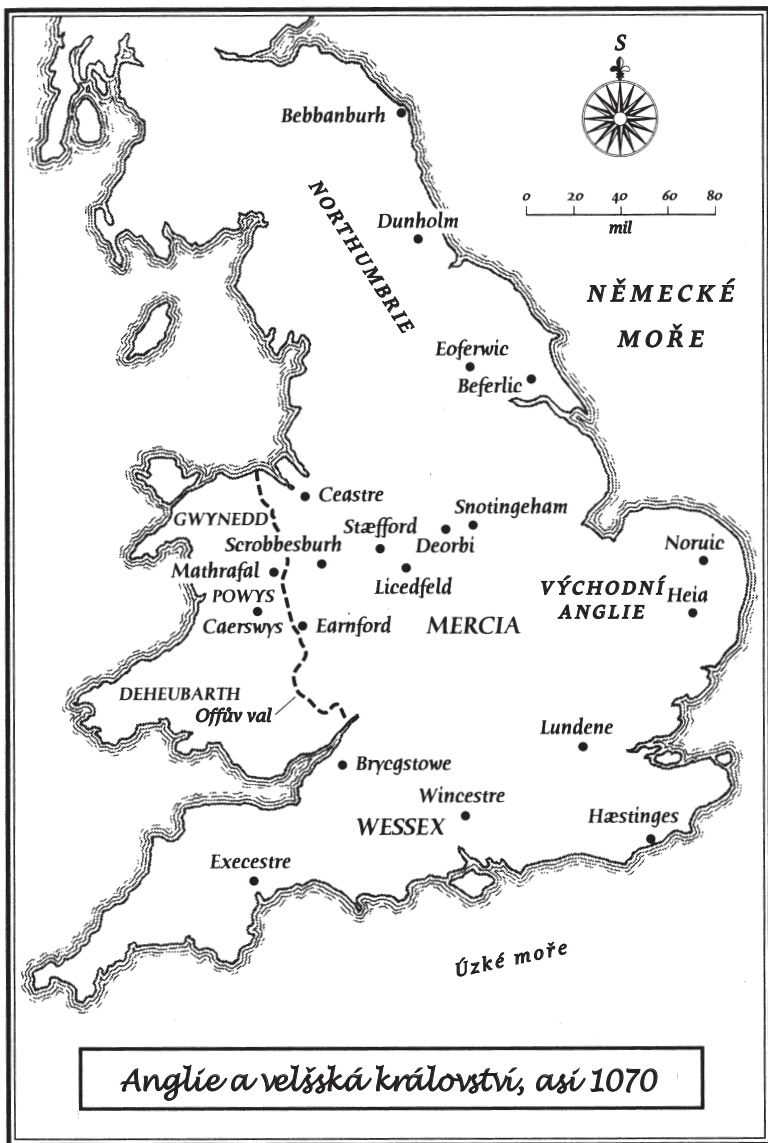 S
Bebbanburh
0 20 40 60 80
mil
NORTHUMBRIE
Dunholm
NĚMECKÉ
MOŘE
Eoferwic
Beferlic
Ceastre
GWYNEDD
Snotingeham
Stæfford
Deorbi
Scrobbesburh
Noruic
Mathrafal
Licedfeld
POWYS
VÝCHODNÍ
ANGLIE
Heia
Caerswys
Earnford
MERCIA
DEHEUBARTH
Offův val
Lundene
Brycgstowe
Wincestre
WESSEX
Hæstinges
Execestre
Úzké moře
Anglie a velšská království, asi 1070